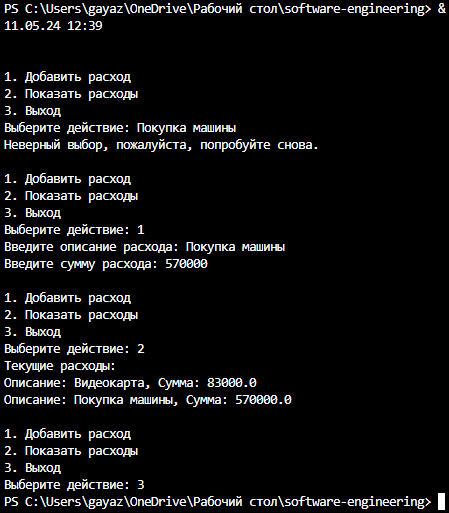 PS C:\Users\gayaz\OneDrive\Рабочий стол\software-engineering> &
11.05.24 12:39
1. Добавить расход
2. Показать расходы
3. Выход
Выберите действие: Покупка машины
Неверный выбор, пожалуйста, попробуйте снова.
1. Добавить расход
2. Показать расходы
3. Выход
Выберите действие: 1
Введите описание расхода: Покупка машины
Введите сумму расхода: 570000
1. Добавить расход
2. Показать расходы
3. Выход
Выберите действие: 2
Текущие расходы:
Описание: Видеокарта, Сумма: 83000.0
Описание: Покупка машины, Сумма: 570000.0
1. Добавить расход
2. Показать расходы
3. Выход
Выберите действие: 3
PS C:\Users\gayaz\OneDrive\Рабочий стол\software-engineering>